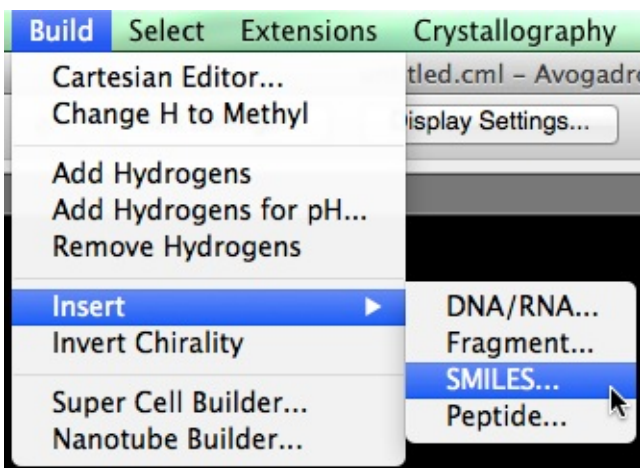 Build Select Extensions Crystallography
Cartesian Editor... tled.cml – Avogadro
Change H to Methyl isplay Settings...
Add Hydrogens
Add Hydrogens for pH...
Remove Hydrogens
Insert DNA/RNA...
Invert Chirality Fragment...
SMILES...
Super Cell Builder... Peptide...
Nanotube Builder...